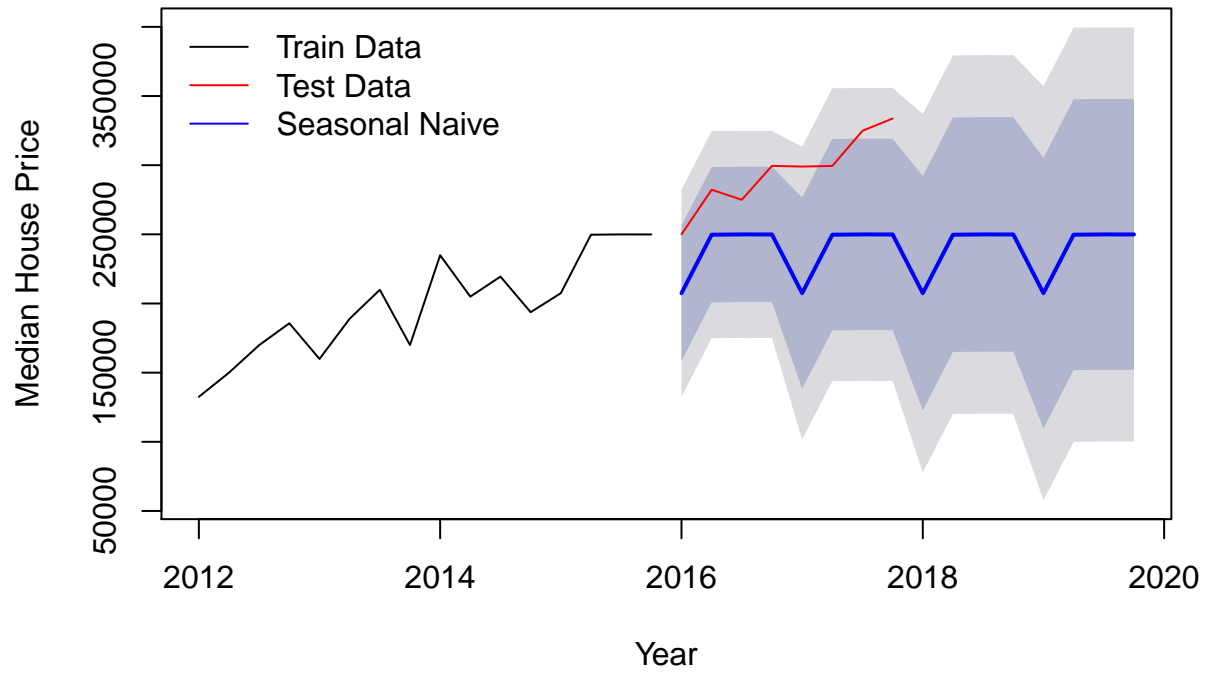 Train Data
Test Data
Seasonal Naive
Median House Price
350000
250000
150000
50000
2012
2014
2016
2018
2020
Year